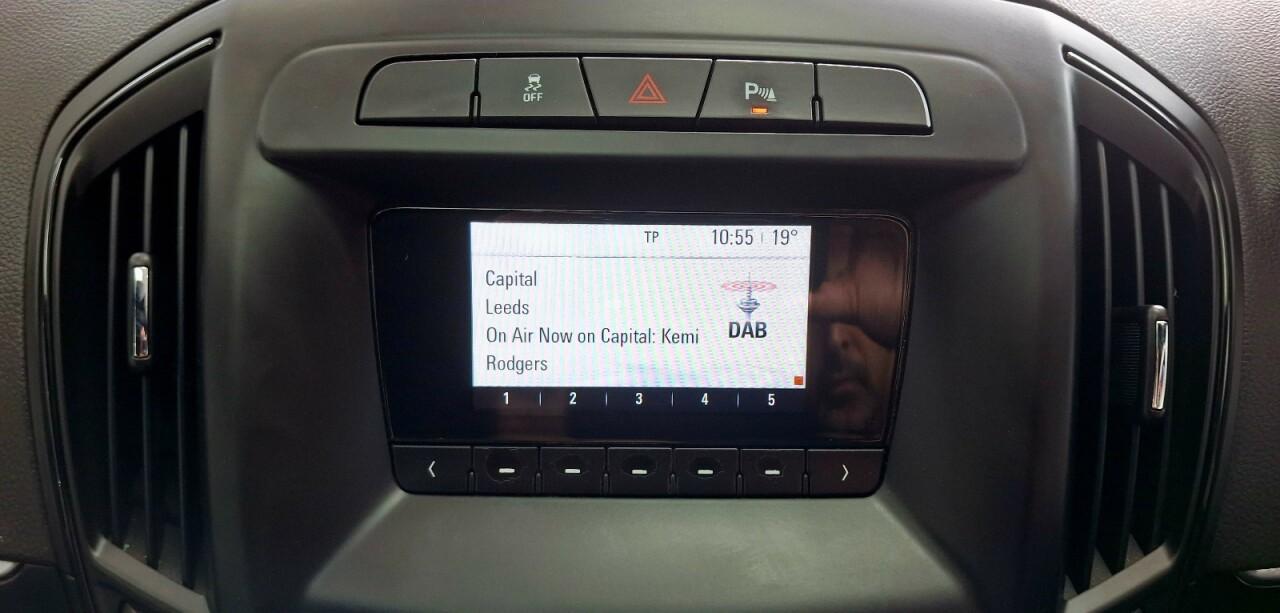 OFF
P
TP 10:55 19°
Capital
Leeds
On Air Now on Capital: Kemi
Rodgers
DAB
1 2 3 4 5